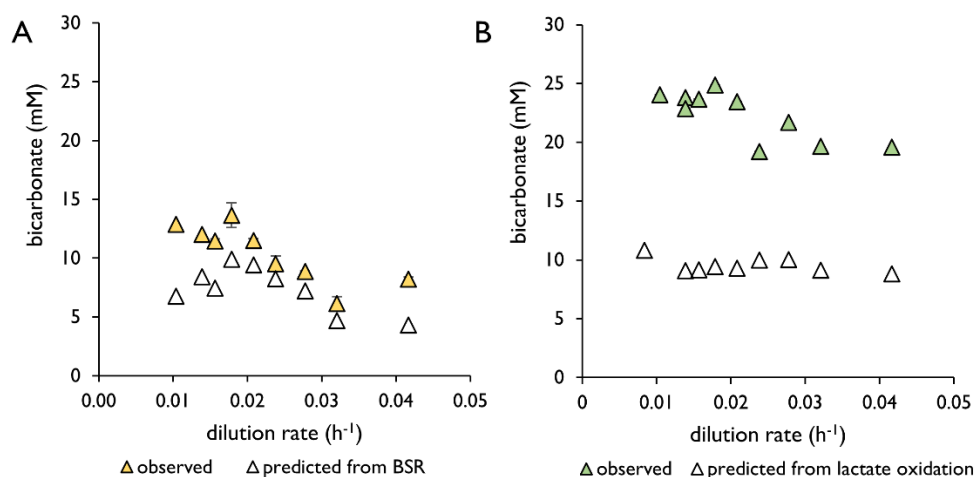 A
30
25
20
15
10
5
0
bicarbonate (mM)
0.00 0.01 0.02 0.03 0.04 0.05
dilution rate (h⁻¹)
observed predicted from BSR
B
30
25
20
15
10
5
0
bicarbonate (mM)
0 0.01 0.02 0.03 0.04 0.05
dilution rate (h⁻¹)
observed predicted from lactate oxidation